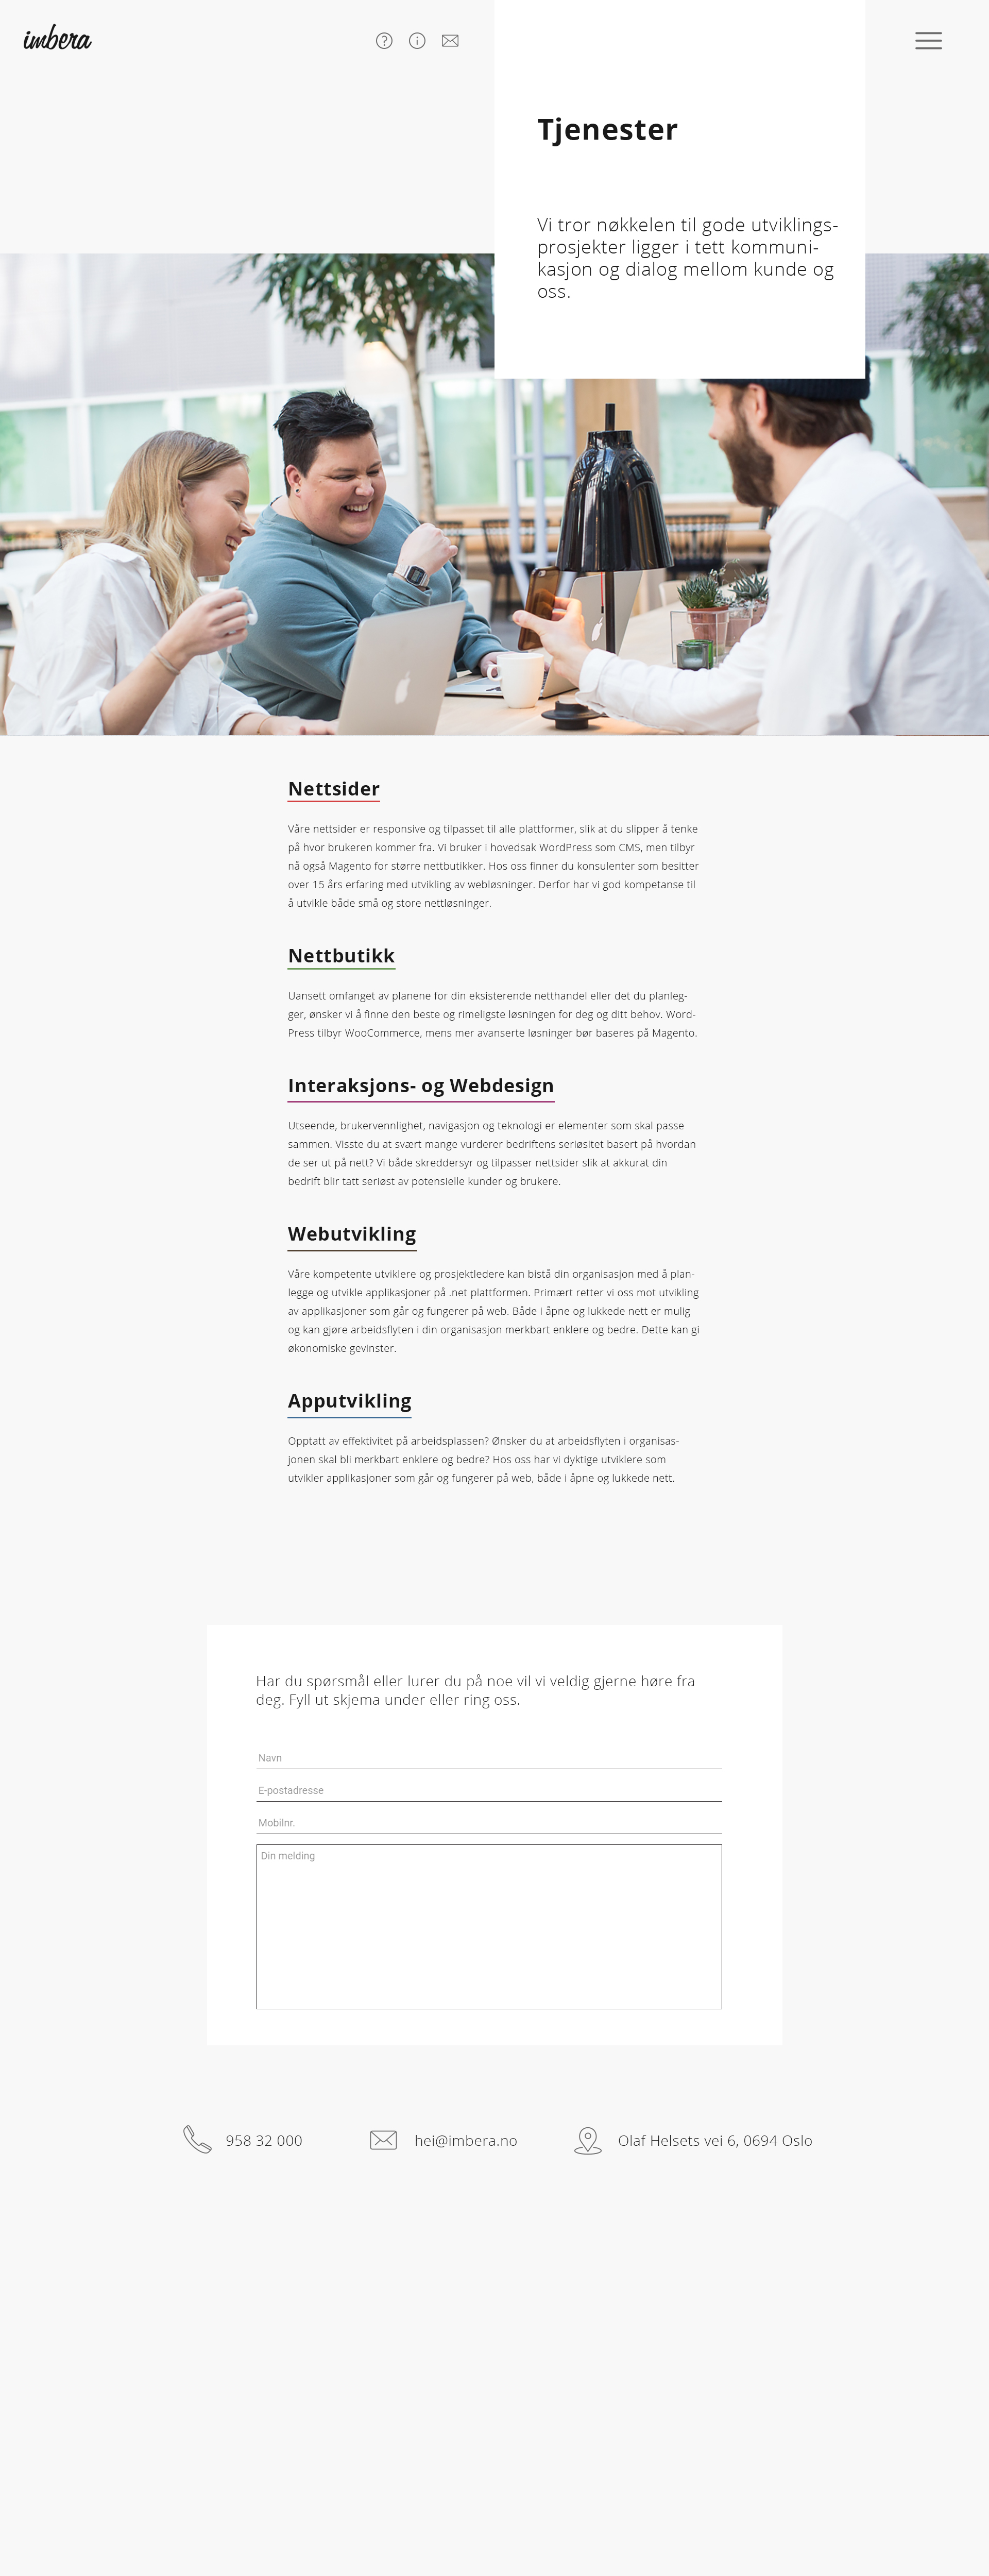 imbera
Tjenester
Vi tror nøkkelen til gode utviklings-
prosjekter ligger i tett kommuni-
kasjon og dialog mellom kunde og
oss.
Nettsider
Våre nettsider er responsive og tilpasset til alle plattformer, slik at du slipper å tenke
på hvor brukeren kommer fra. Vi bruker i hovedsak WordPress som CMS, men tilbyr
nå også Magento for større nettbutikker. Hos oss finner du konsulenter som besitter
over 15 års erfaring med utvikling av webløsninger. Derfor har vi god kompetanse til
å utvikle både små og store nettløsninger.
Nettbutikk
Uansett omfanget av planene for din eksisterende netthandel eller det du planleg-
ger, ønsker vi å finne den beste og rimeligste løsningen for deg og ditt behov. Word-
Press tilbyr WooCommerce, mens mer avanserte løsninger bør baseres på Magento.
Interaksjons- og Webdesign
Utseende, brukervennlighet, navigasjon og teknologi er elementer som skal passe
sammen. Visste du at svært mange vurderer bedriftens seriøsitet basert på hvordan
de ser ut på nett? Vi både skreddersyr og tilpasser nettsider slik at akkurat din
bedrift blir tatt seriøst av potensielle kunder og brukere.
Webutvikling
Våre kompetente utviklere og prosjektledere kan bistå din organisasjon med å plan-
legge og utvikle applikasjoner på .net plattformen. Primært retter vi oss mot utvikling
av applikasjoner som går og fungerer på web. Både i åpne og lukkede nett er mulig
og kan gjøre arbeidsflyten i din organisasjon merkbart enklere og bedre. Dette kan gi
økonomiske gevinster.
Apputvikling
Opptatt av effektivitet på arbeidsplassen? Ønsker du at arbeidsflyten i organisas-
jonen skal bli merkbart enklere og bedre? Hos oss har vi dyktige utviklere som
utvikler applikasjoner som går og fungerer på web, både i åpne og lukkede nett.
Har du spørsmål eller lurer du på noe vil vi veldig gjerne høre fra
deg. Fyll ut skjema under eller ring oss.
Navn
E-postadresse
Mobilnr.
Din melding
958 32 000
hei@imbera.no
Olaf Helsets vei 6, 0694 Oslo